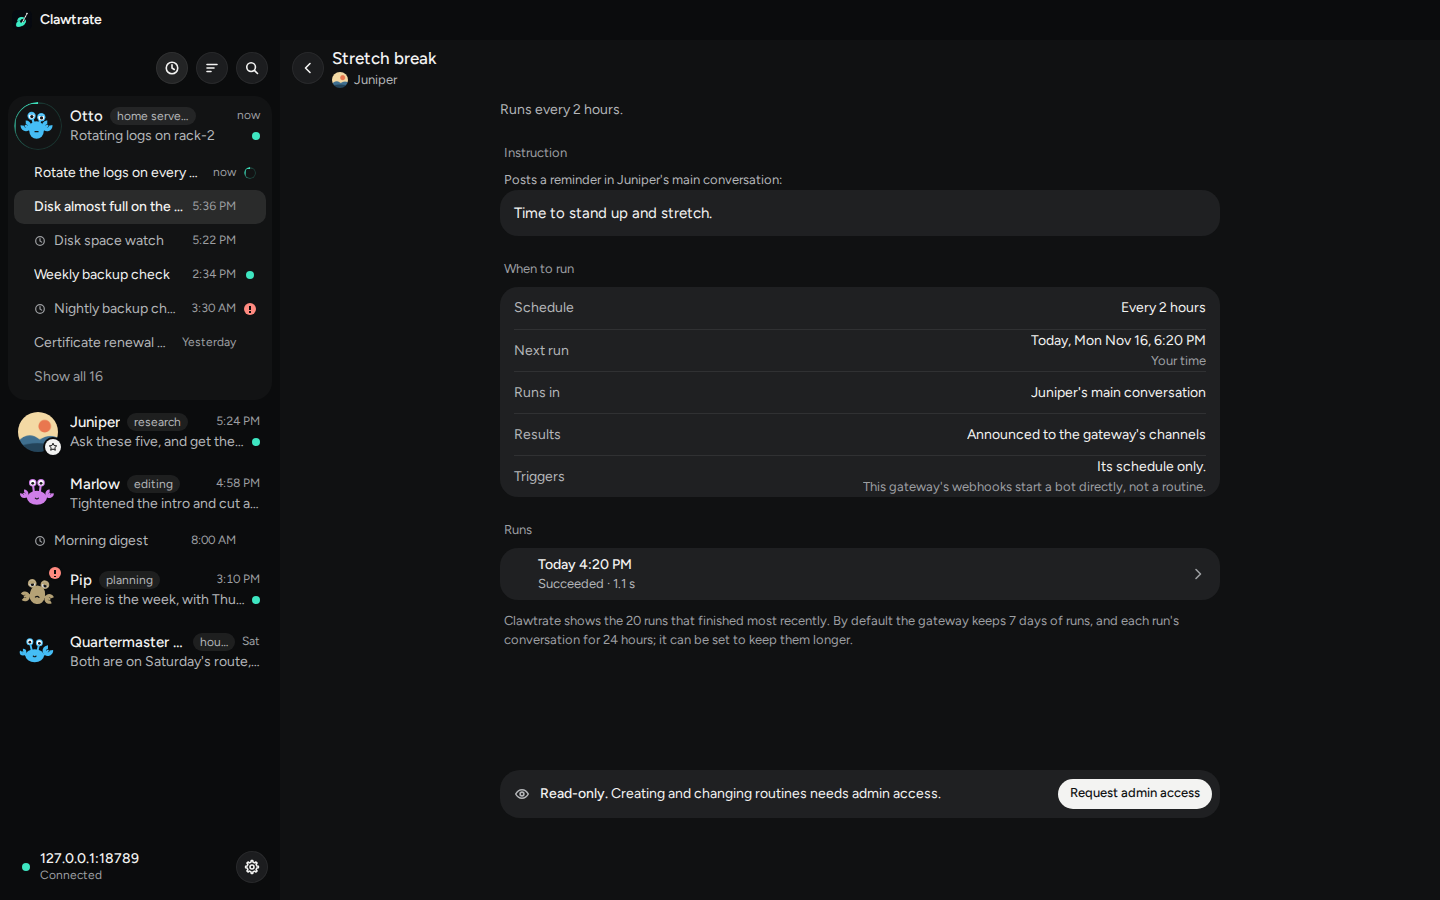 Clawtrate
Otto
home serve...
now
Rotating logs on rack-2
Rotate the logs on every ...
now
Disk almost full on the ...
5:36 PM
Disk space watch
5:22 PM
Weekly backup check
2:34 PM
Nightly backup ch...
3:30 AM
Certificate renewal ...
Yesterday
Show all 16
Juniper
research
5:24 PM
Ask these five, and get the...
Marlow
editing
4:58 PM
Tightened the intro and cut a...
Morning digest
8:00 AM
Pip
planning
3:10 PM
Here is the week, with Thu...
Quartermaster ...
hou...
Sat
Both are on Saturday's route,...
127.0.0.1:18789
Connected
Stretch break
Juniper
Runs every 2 hours.
Instruction
Posts a reminder in Juniper's main conversation:
Time to stand up and stretch.
When to run
Schedule
Every 2 hours
Next run
Today, Mon Nov 16, 6:20 PM
Your time
Runs in
Juniper's main conversation
Results
Announced to the gateway's channels
Triggers
Its schedule only.
This gateway's webhooks start a bot directly, not a routine.
Runs
Today 4:20 PM
Succeeded · 1.1 s
Clawtrate shows the 20 runs that finished most recently. By default the gateway keeps 7 days of runs, and each run's
conversation for 24 hours; it can be set to keep them longer.
Read-only. Creating and changing routines needs admin access.
Request admin access